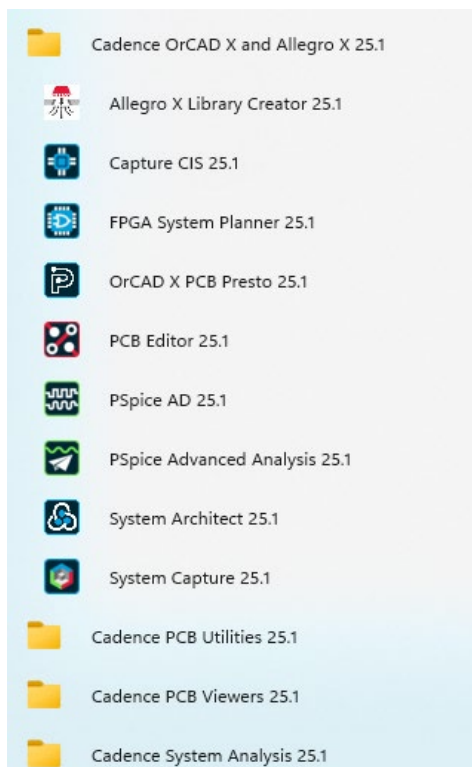 Cadence OrCAD X and Allegro X 25.1
Allegro X Library Creator 25.1
Capture CIS 25.1
FPGA System Planner 25.1
OrCAD X PCB Presto 25.1
PCB Editor 25.1
PSpice AD 25.1
PSpice Advanced Analysis 25.1
System Architect 25.1
System Capture 25.1
Cadence PCB Utilities 25.1
Cadence PCB Viewers 25.1
Cadence System Analysis 25.1